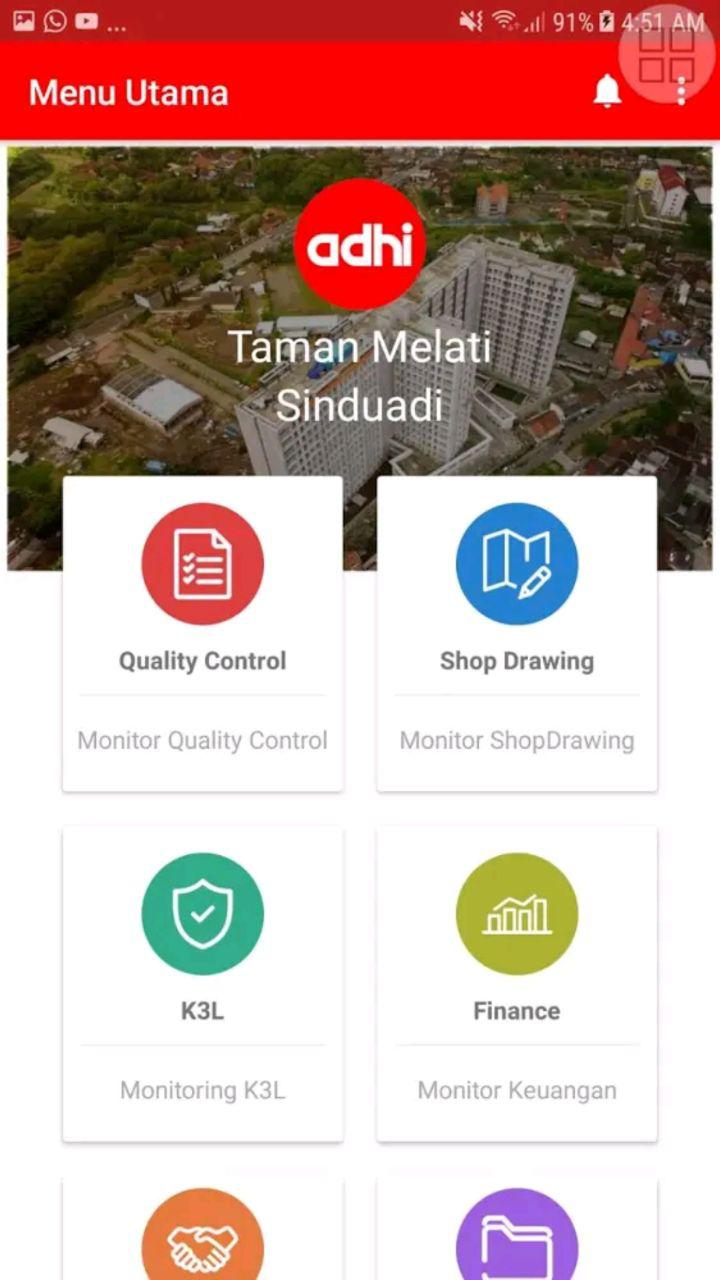 ... 91% 4:51 AM
Menu Utama
adhi
Taman Melati
Sinduadi
Quality Control
Monitor Quality Control
Shop Drawing
Monitor ShopDrawing
K3L
Monitoring K3L
Finance
Monitor Keuangan